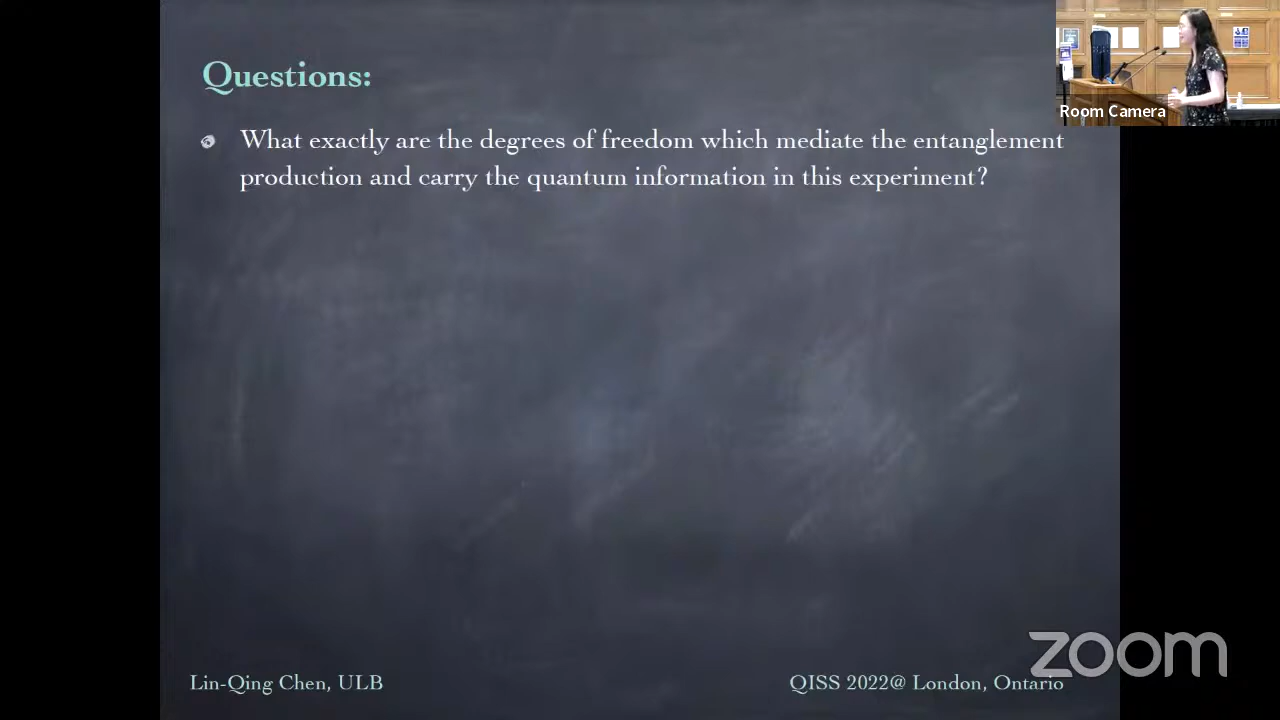 Questions:
What exactly are the degrees of freedom which mediate the entanglement
production and carry the quantum information in this experiment?
Room Camera
Lin-Qing Chen, ULB
QISS 2022@ London, Ontario
zoom